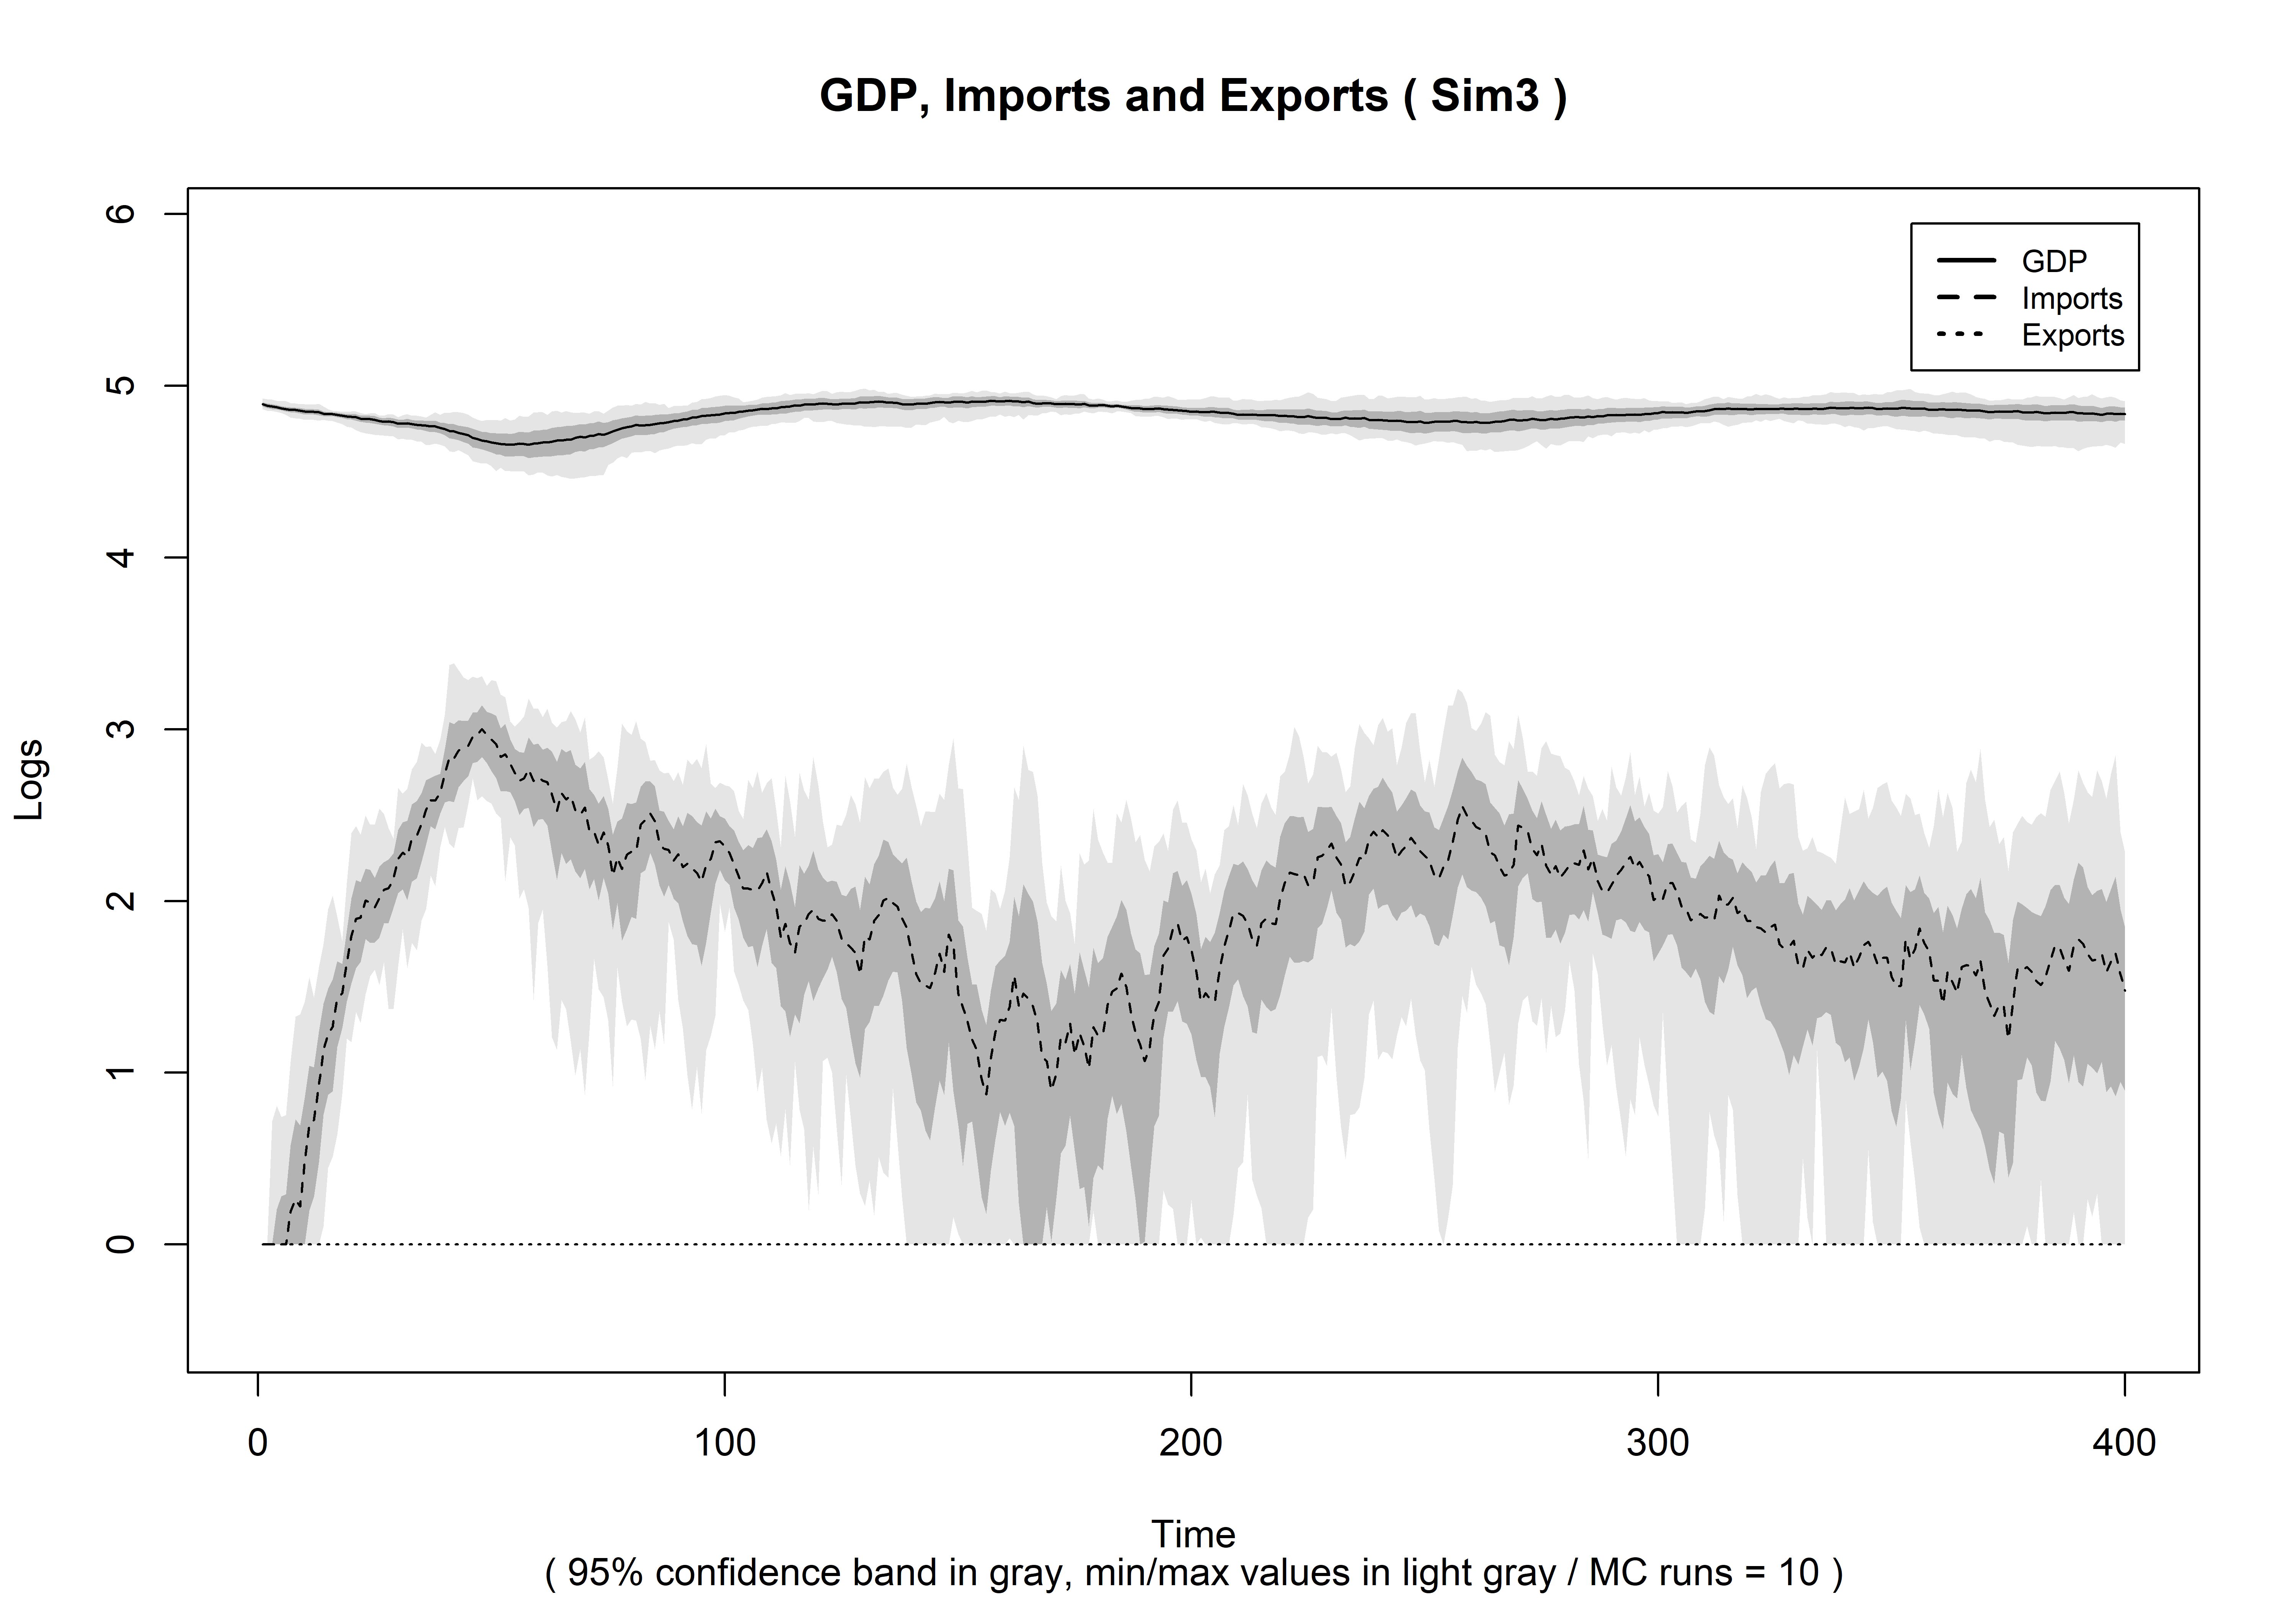 GDP, Imports and Exports ( Sim3 )
GDP
Imports
Exports
Logs
6
5
4
3
2
1
0
0 100 200 300 400
Time
( 95% confidence band in gray, min/max values in light gray / MC runs = 10 )